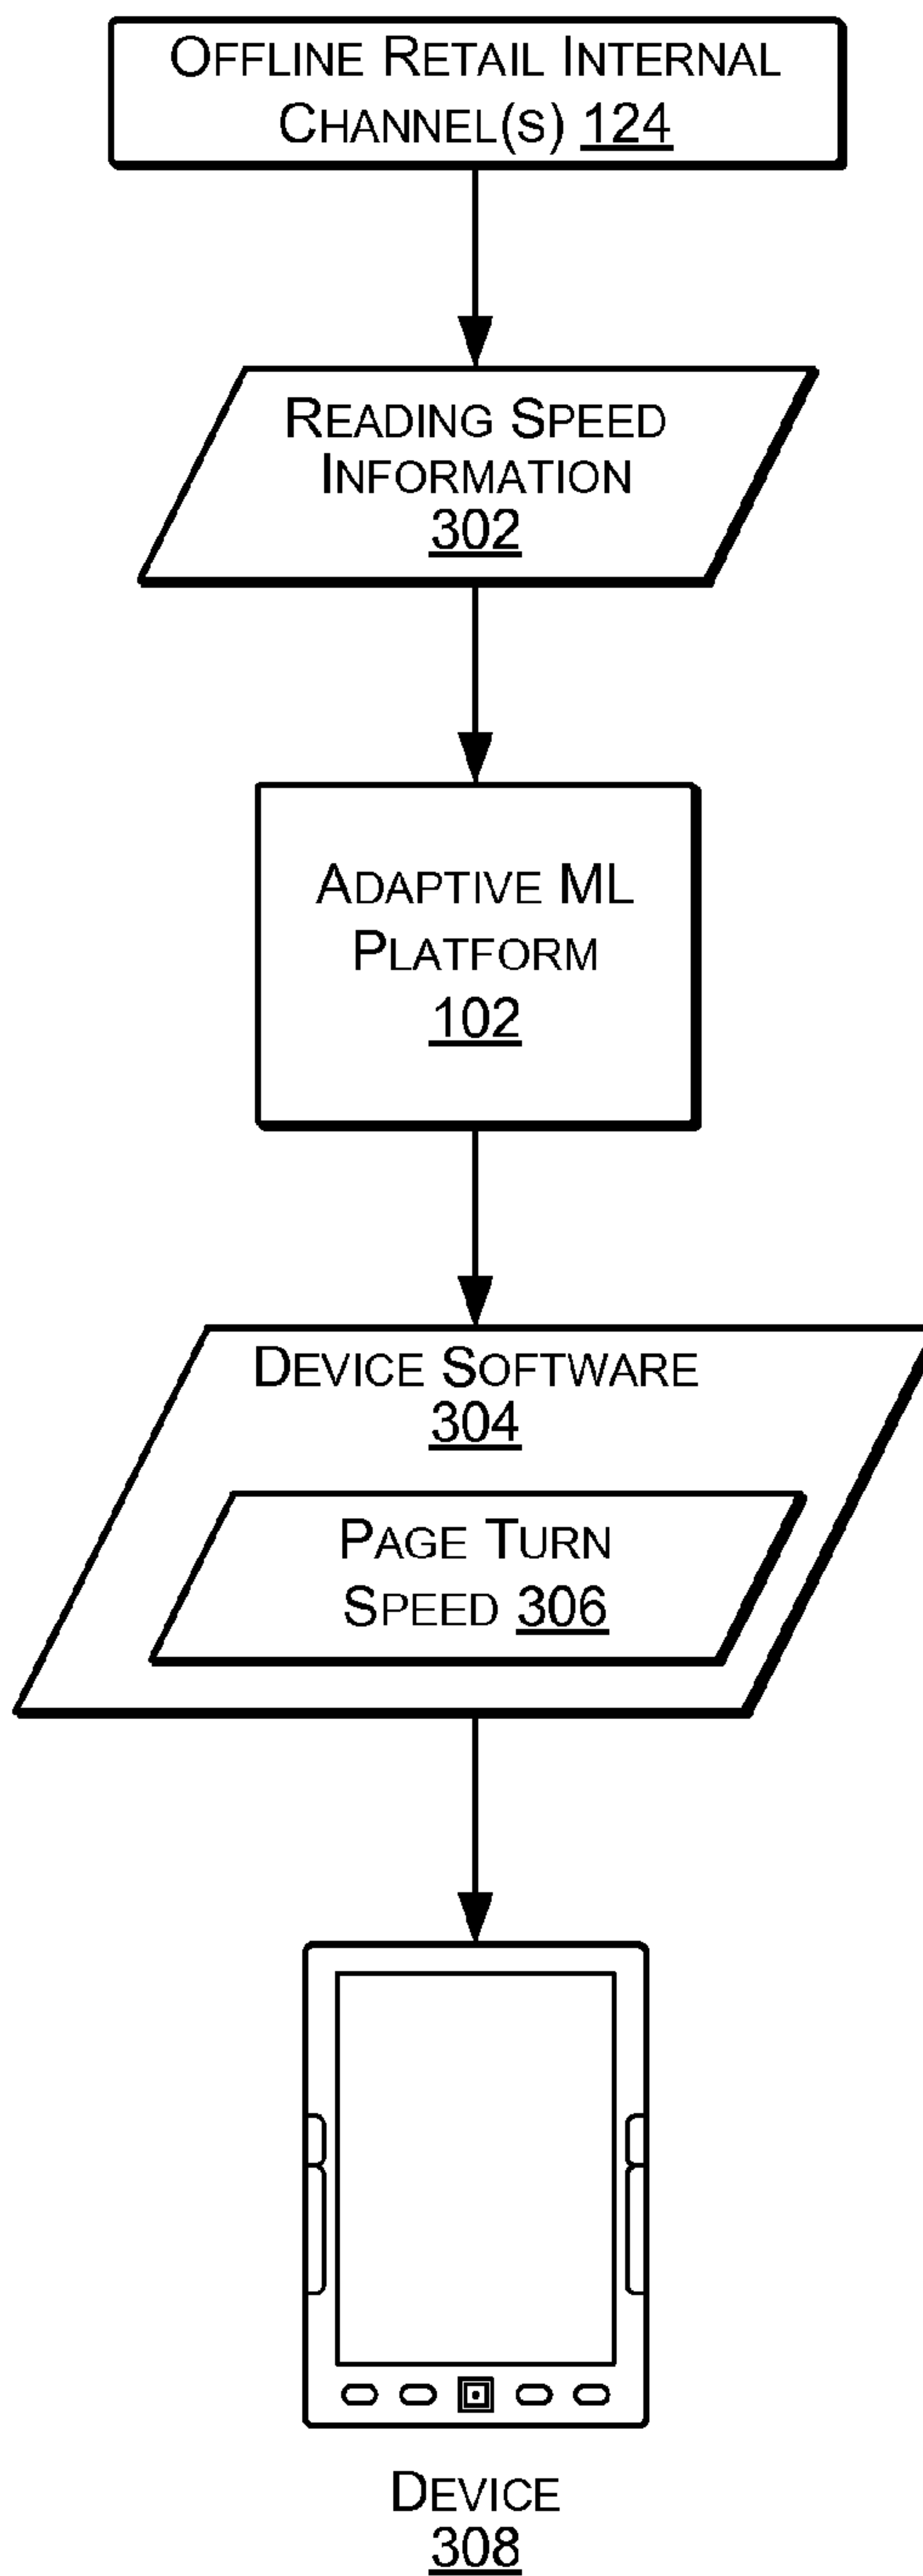 OFFLINE RETAIL INTERNAL
CHANNEL(S) 124
READING SPEED
INFORMATION
302
ADAPTIVE ML
PLATFORM
102
DEVICE SOFTWARE
304
PAGE TURN
SPEED 306
DEVICE
308